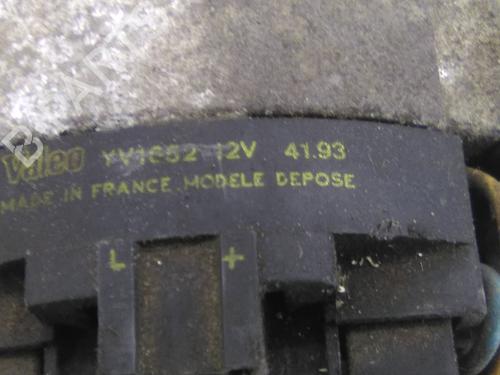 Valeo YV1652 12V 41.93
MADE IN FRANCE MODELE DEPOSE
L +